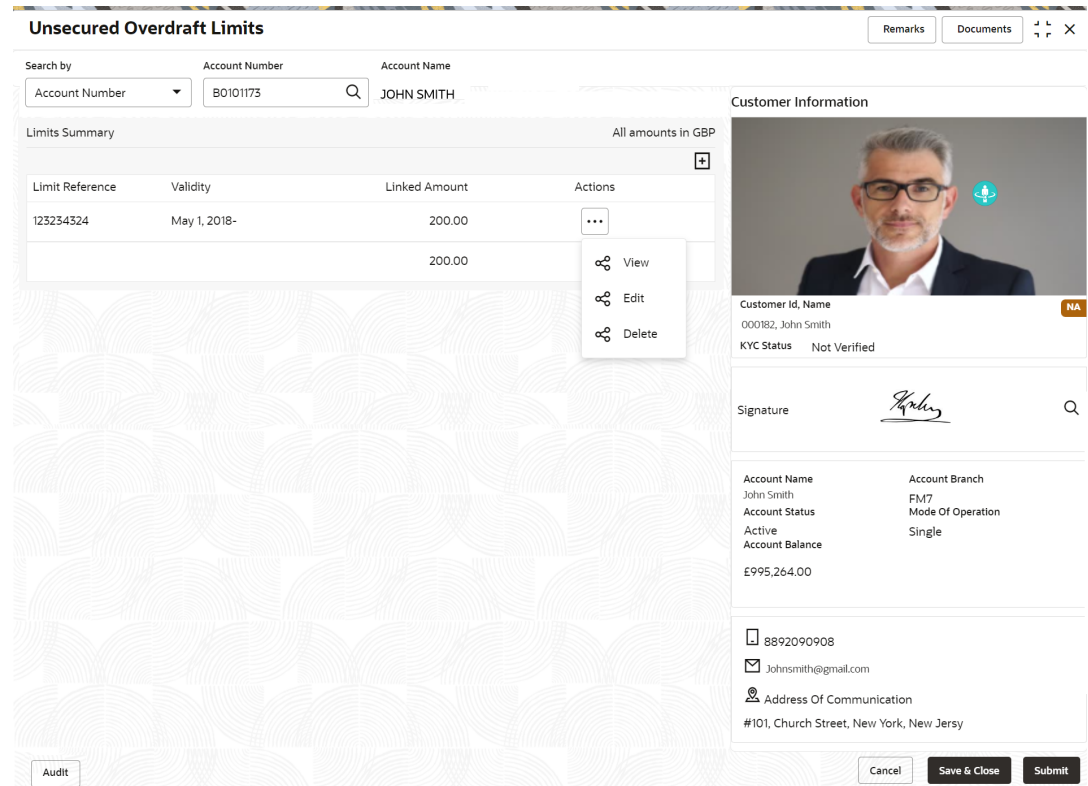 Unsecured Overdraft Limits
Remarks
Documents
Search by
Account Number
Account Name
Account Number
B0101173
JOHN SMITH
Limits Summary
All amounts in GBP
Limit Reference
Validity
Linked Amount
Actions
123234324
May 1, 2018-
200.00
200.00
View
Edit
Delete
Customer Information
Customer Id, Name
NA
000182, John Smith
KYC Status
Not Verified
Signature
Account Name
Account Branch
John Smith
FM7
Account Status
Mode Of Operation
Active
Single
Account Balance
£995,264.00
8892090908
Johnsmith@gmail.com
Address Of Communication
#101, Church Street, New York, New Jersy
Audit
Cancel
Save & Close
Submit